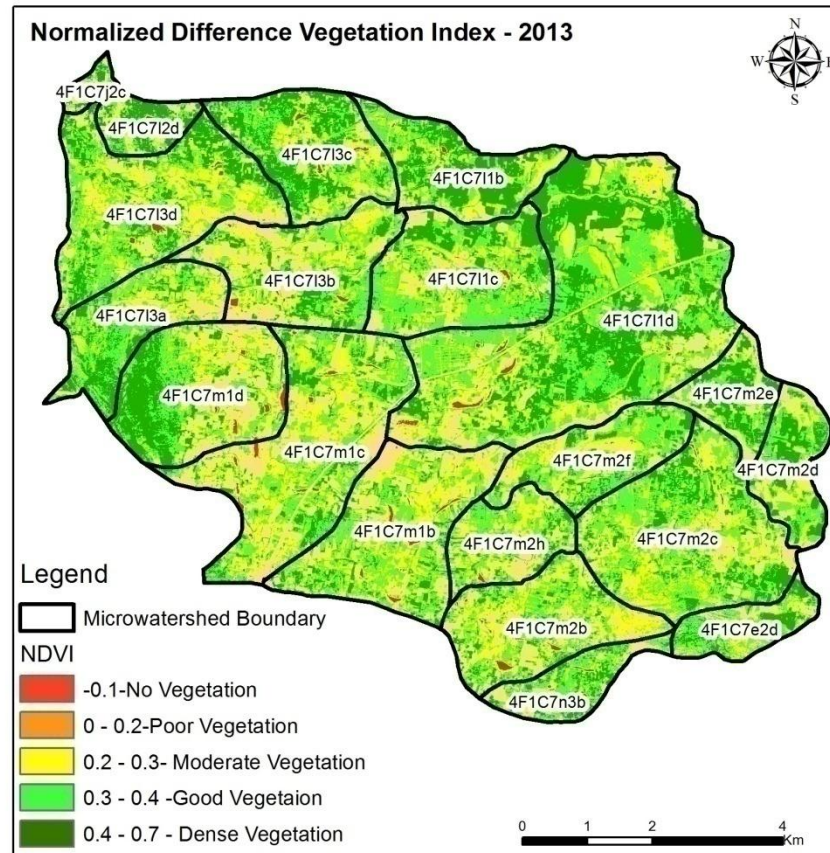 Normalized Difference Vegetation Index - 2013
N
W E
S
4F1C7j2c
4F1C7l2d
4F1C7l3c
4F1C7l1b
4F1C7l3d
4F1C7l3b
4F1C7l1c
4F1C7l3a
4F1C7l1d
4F1C7m1d
4F1C7m2e
4F1C7m1c
4F1C7m2f
4F1C7m2d
4F1C7m1b
4F1C7m2h
4F1C7m2c
4F1C7m2b
4F1C7e2d
4F1C7n3b
Legend
Microwatershed Boundary
NDVI
-0.1-No Vegetation
0 - 0.2-Poor Vegetation
0.2 - 0.3- Moderate Vegetation
0.3 - 0.4 -Good Vegetaion
0.4 - 0.7 - Dense Vegetation
0 1 2 4
Km